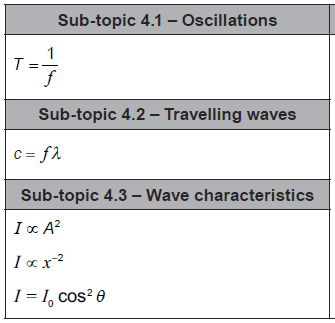 Sub-topic 4.1 – Oscillations
T = 1/f
Sub-topic 4.2 – Travelling waves
c = fλ
Sub-topic 4.3 – Wave characteristics
I ∝ A²
I ∝ x⁻²
I = I₀ cos² θ